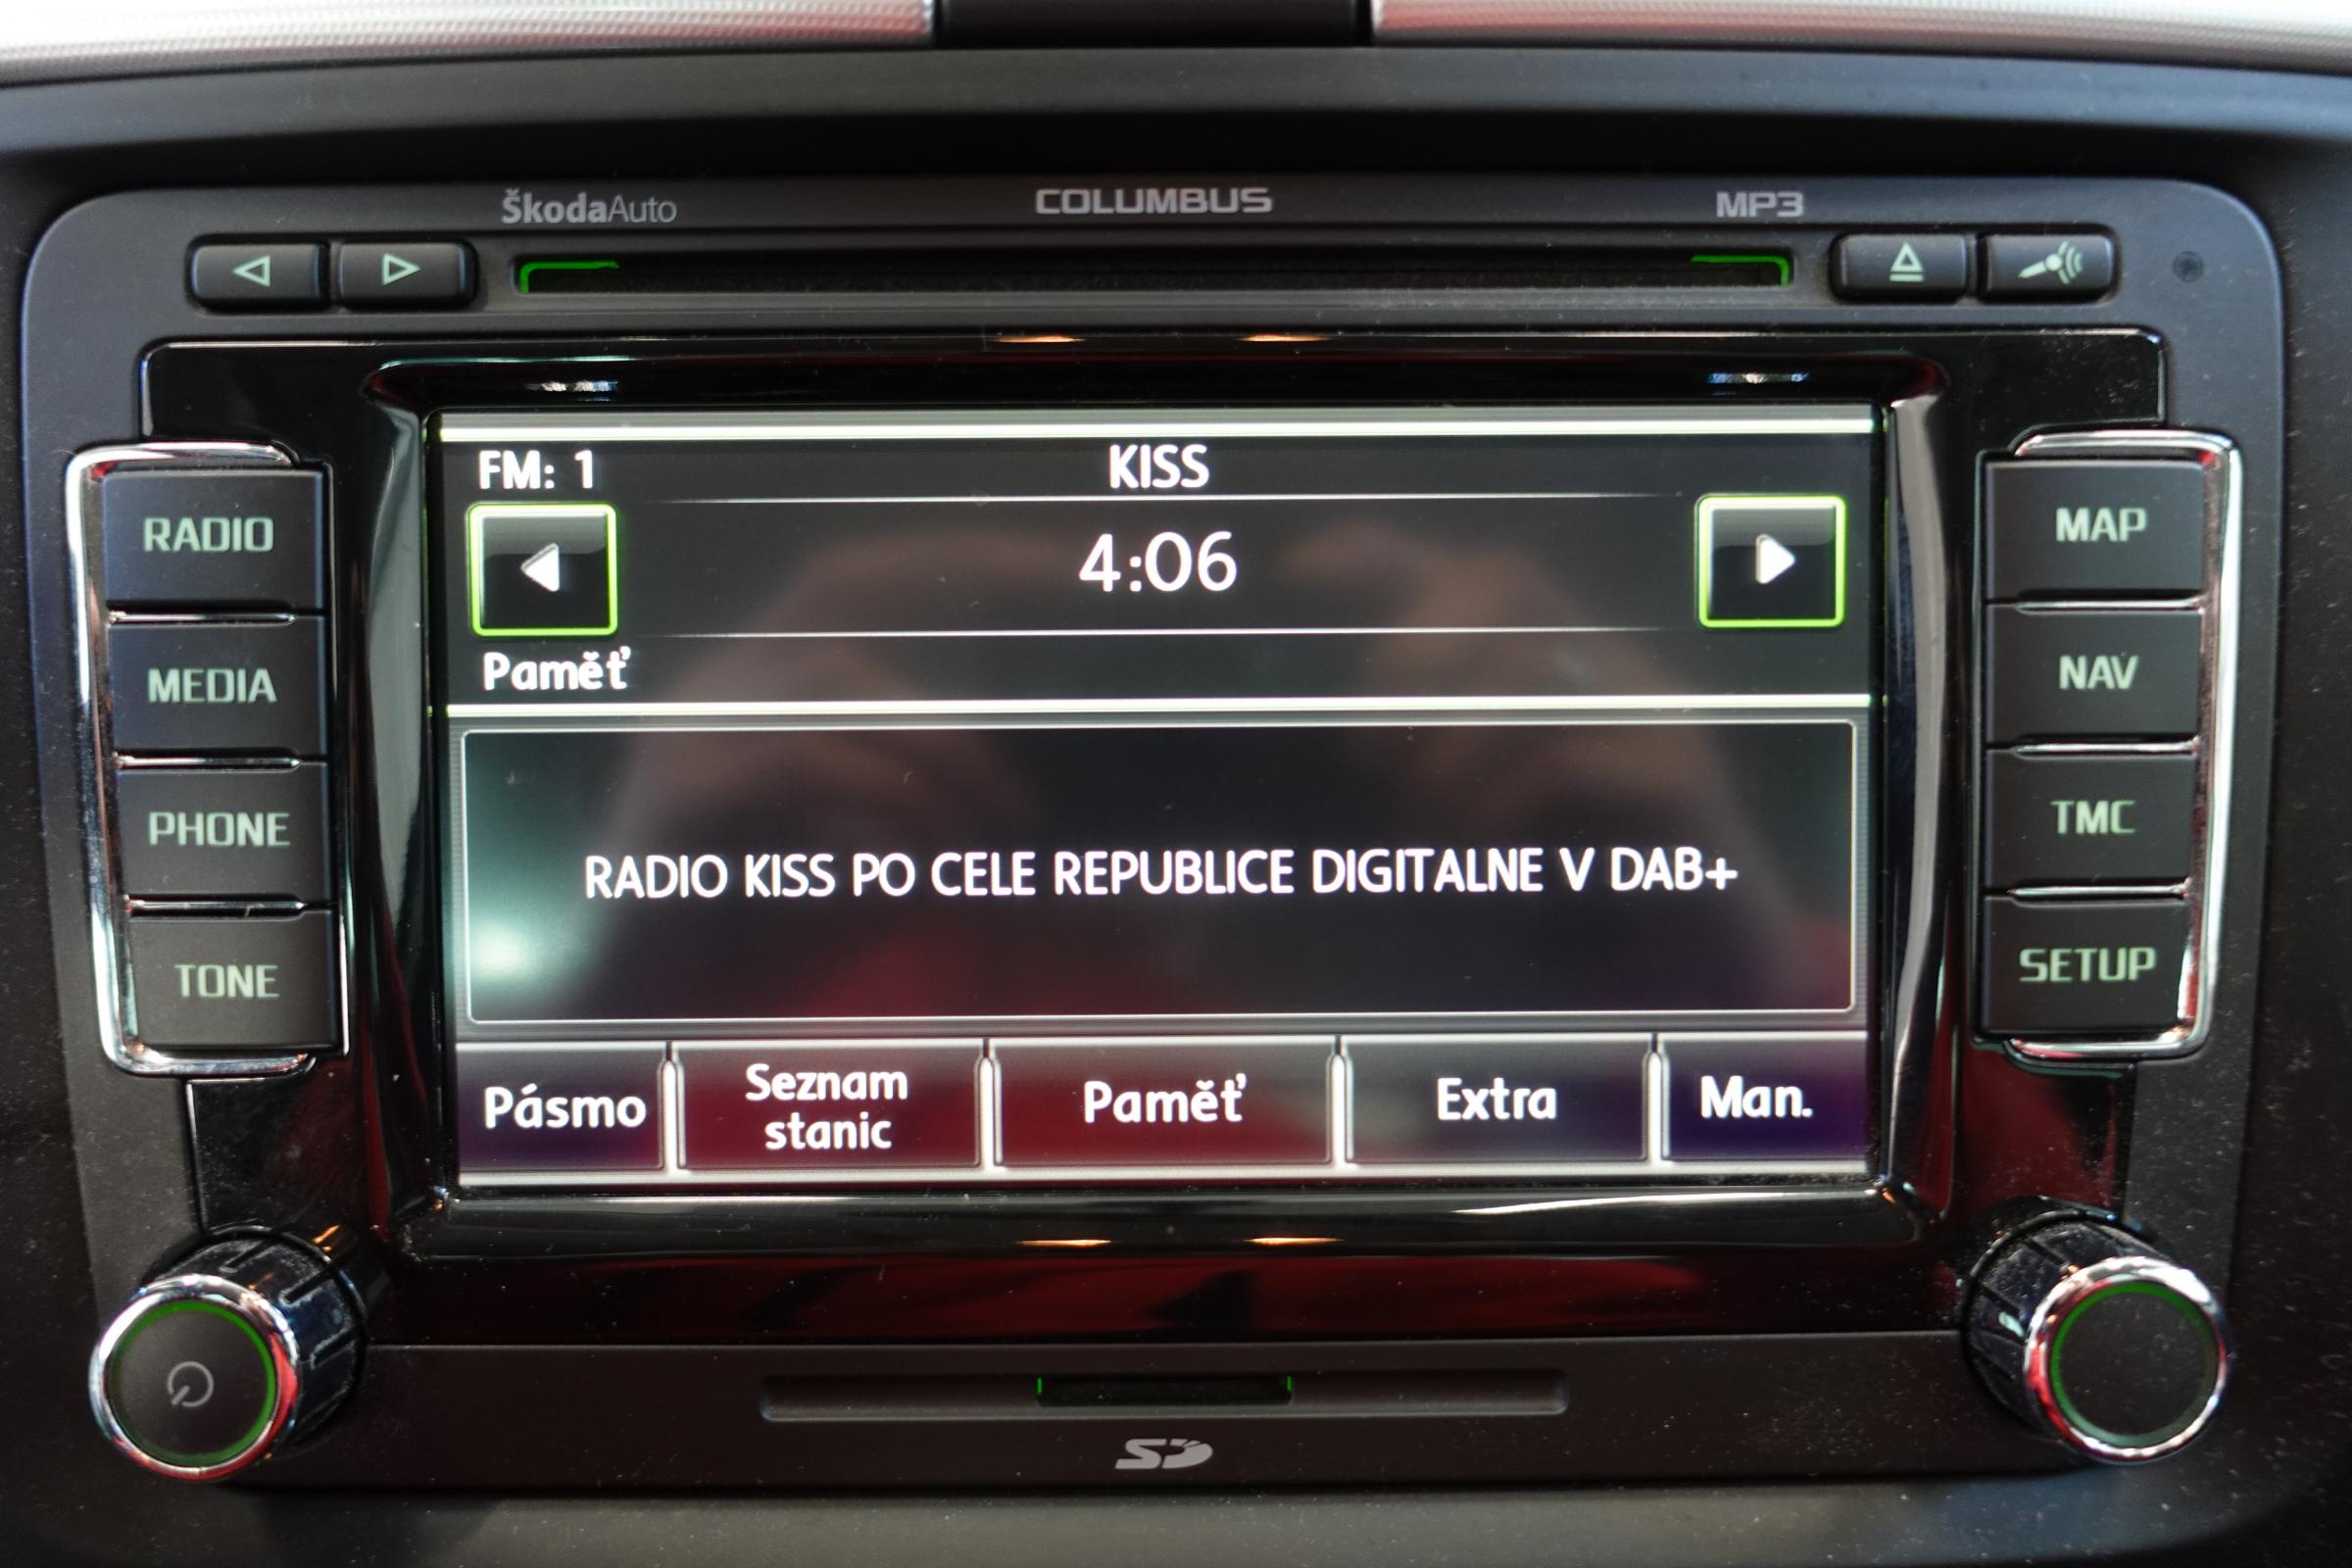 ŠkodaAuto
COLUMBUS
MP3
FM: 1
KISS
4:06
Paměť
RADIO
MEDIA
PHONE
TONE
MAP
NAV
TMC
SETUP
RADIO KISS PO CELE REPUBLICE DIGITALNE V DAB+
Pásmo
Seznam
stanic
Paměť
Extra
Man.
SD